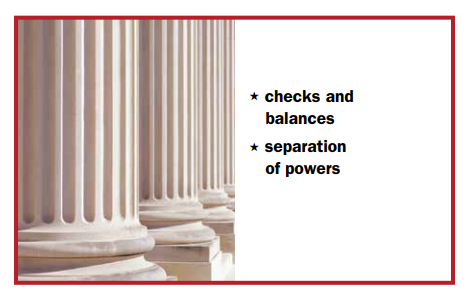 ★ checks and
balances
★ separation
of powers